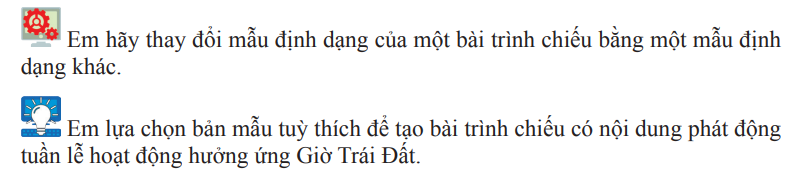 Em hãy thay đổi mẫu định dạng của một bài trình chiếu bằng một mẫu định
dạng khác.
Em lựa chọn bản mẫu tuỳ thích để tạo bài trình chiếu có nội dung phát động
tuần lễ hoạt động hưởng ứng Giờ Trái Đất.